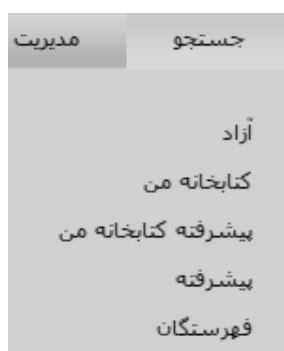 جستجو مدیریت
آزاد
کتابخانه من
پیشرفته کتابخانه من
پیشرفته
فهرستگان